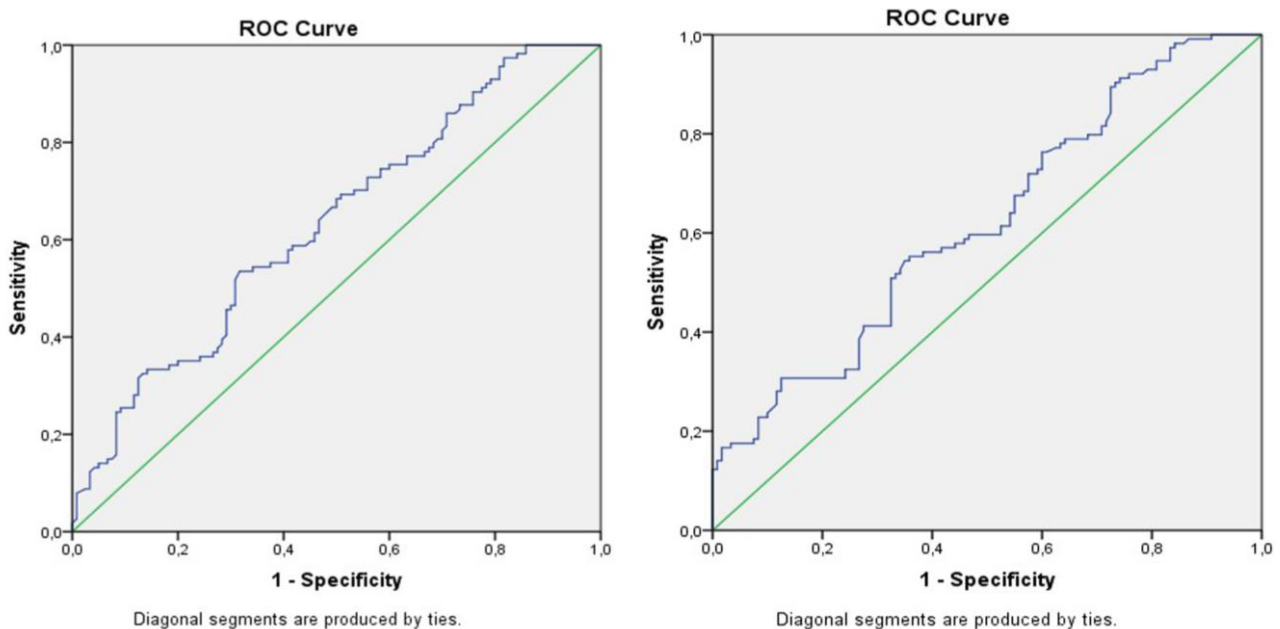 ROC Curve
1,0
0,8
0,6
0,4
0,2
0,0
Sensitivity
0,0 0,2 0,4 0,6 0,8 1,0
1 - Specificity
Diagonal segments are produced by ties.
ROC Curve
1,0
0,8
0,6
0,4
0,2
0,0
Sensitivity
0,0 0,2 0,4 0,6 0,8 1,0
1 - Specificity
Diagonal segments are produced by ties.